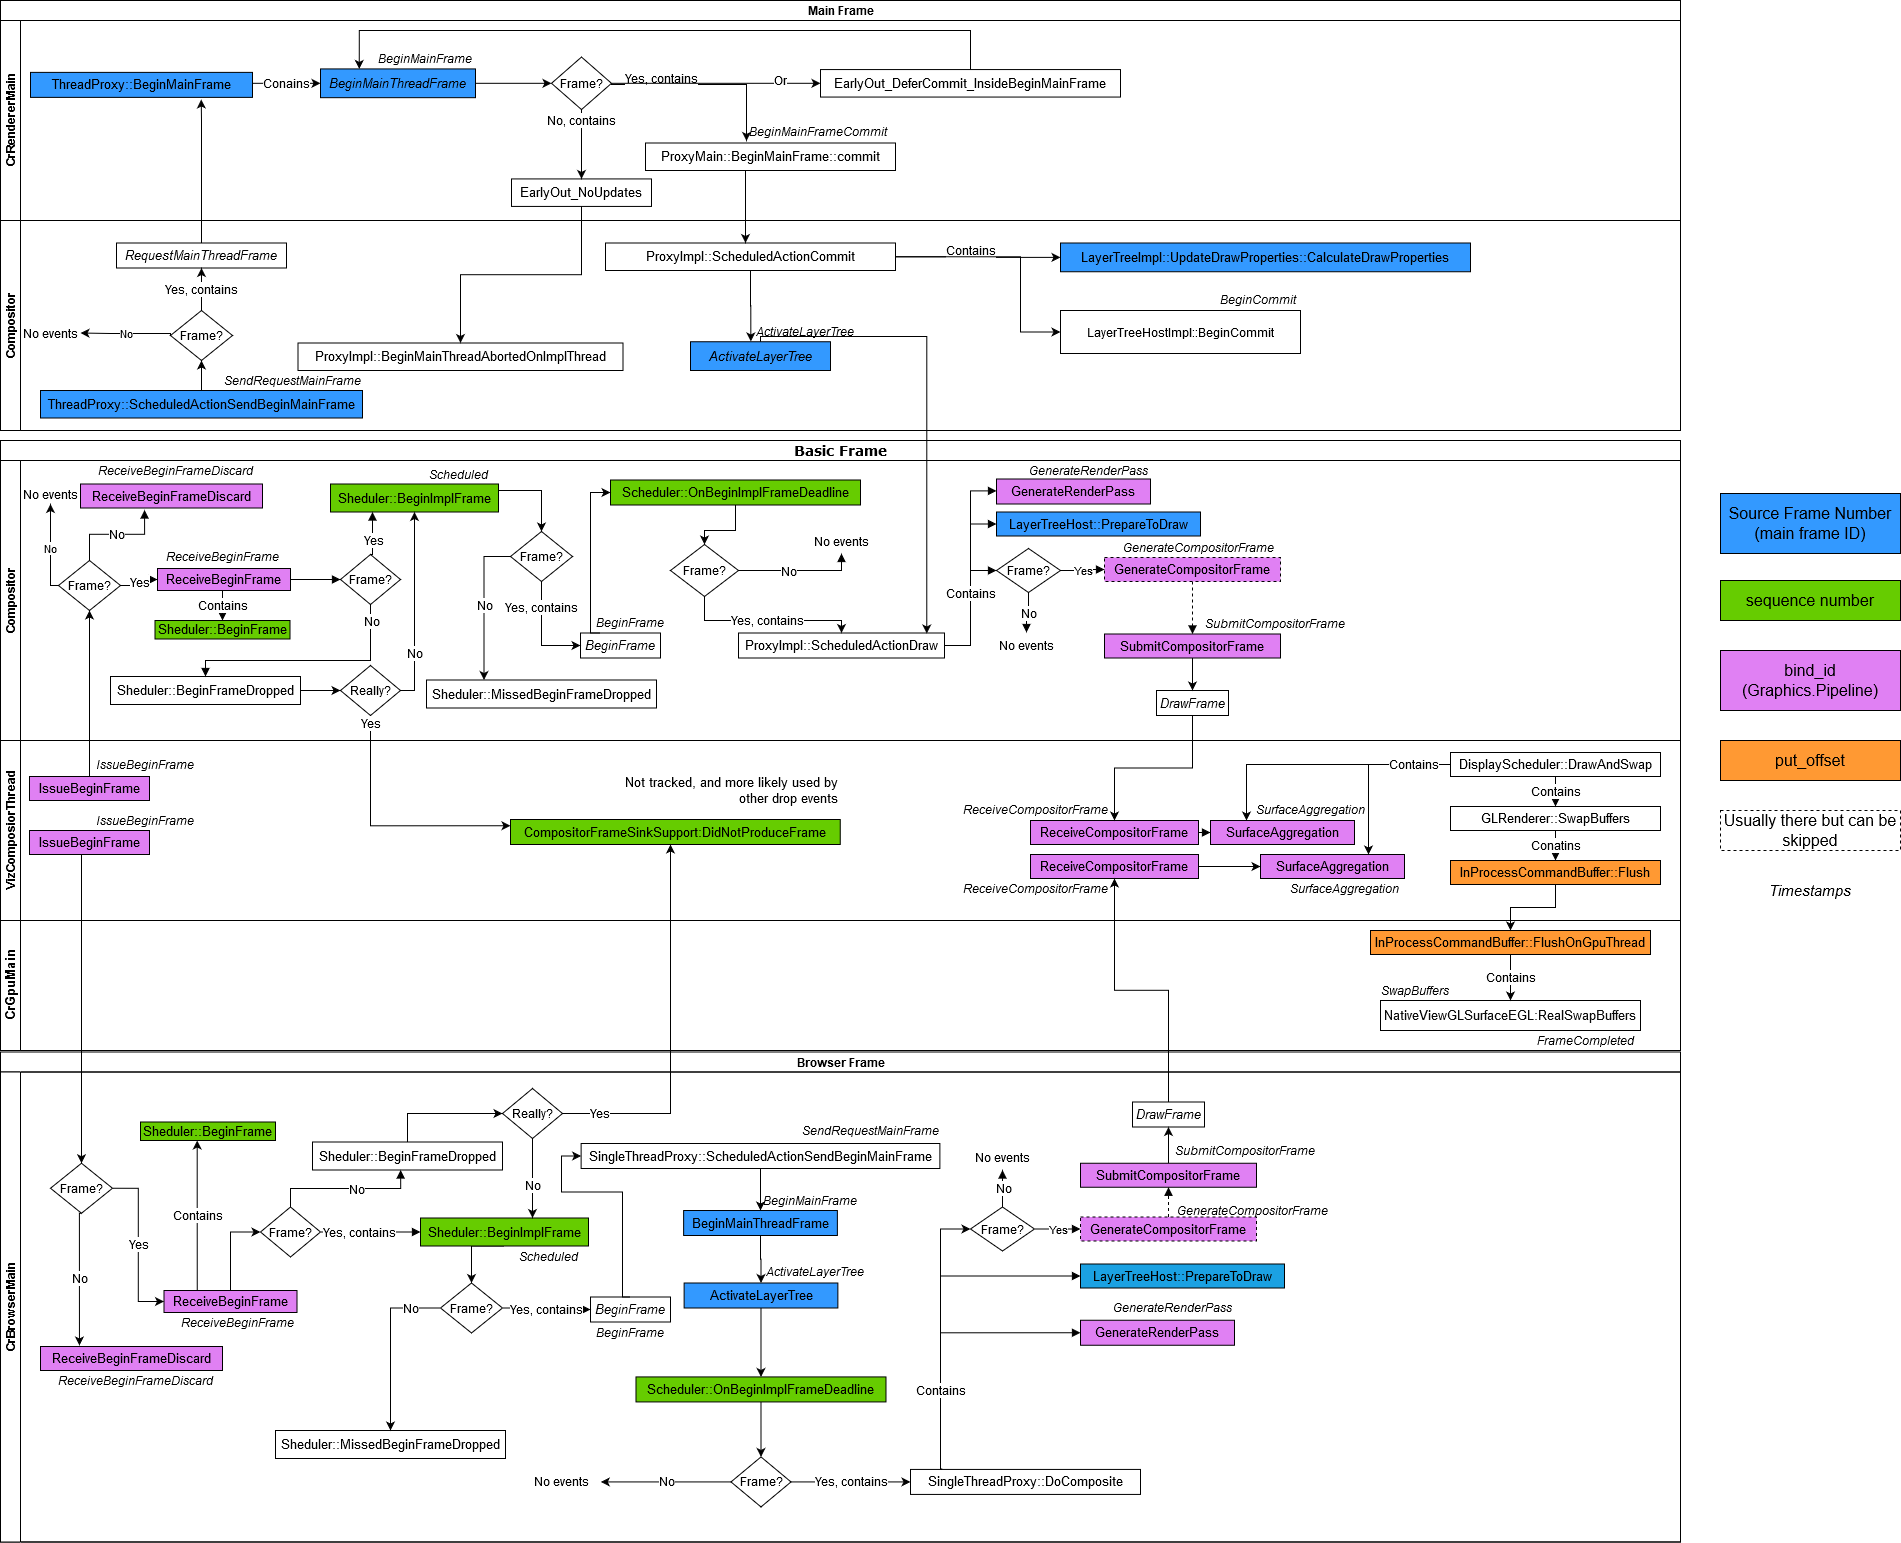 Main Frame
CrRendererMain
BeginMainFrame
ThreadProxy::BeginMainFrame
Conains
BeginMainThreadFrame
Frame?
Yes, contains
Or
EarlyOut_DeferCommit_InsideBeginMainFrame
No, contains
BeginMainFrameCommit
ProxyMain::BeginMainFrame::commit
EarlyOut_NoUpdates
Compositor
RequestMainThreadFrame
Yes, contains
No events
No
Frame?
SendRequestMainFrame
ThreadProxy::ScheduledActionSendBeginMainFrame
ProxyImpl::BeginMainThreadAbortedOnImplThread
ProxyImpl::ScheduledActionCommit
Contains
LayerTreeImpl::UpdateDrawProperties::CalculateDrawProperties
BeginCommit
LayerTreeHostImpl::BeginCommit
ActivateLayerTree
ActivateLayerTree
Basic Frame
Compositor
ReceiveBeginFrameDiscard
No events
ReceiveBeginFrameDiscard
No
No
Frame?
Yes
ReceiveBeginFrame
ReceiveBeginFrame
Contains
Sheduler::BeginFrame
Scheduled
Sheduler::BeginImplFrame
Yes
Frame?
No
No
Sheduler::BeginFrameDropped
Really?
Yes
Frame?
No
Yes, contains
Sheduler::MissedBeginFrameDropped
BeginFrame
BeginFrame
Scheduler::OnBeginImplFrameDeadline
Frame?
No
No events
Yes, contains
ProxyImpl::ScheduledActionDraw
Contains
GenerateRenderPass
GenerateRenderPass
LayerTreeHost::PrepareToDraw
Frame?
Yes
No
No events
GenerateCompositorFrame
GenerateCompositorFrame
SubmitCompositorFrame
SubmitCompositorFrame
DrawFrame
Source Frame Number
(main frame ID)
sequence number
bind_id
(Graphics.Pipeline)
put_offset
Usually there but can be
skipped
Timestamps
VizComposiorThread
IssueBeginFrame
IssueBeginFrame
IssueBeginFrame
IssueBeginFrame
Not tracked, and more likely used by
other drop events
CompositorFrameSinkSupport:DidNotProduceFrame
ReceiveCompositorFrame
ReceiveCompositorFrame
ReceiveCompositorFrame
ReceiveCompositorFrame
SurfaceAggregation
SurfaceAggregation
SurfaceAggregation
SurfaceAggregation
Contains
DisplayScheduler::DrawAndSwap
Contains
GLRenderer::SwapBuffers
Conatins
InProcessCommandBuffer::Flush
CrGpuMain
InProcessCommandBuffer::FlushOnGpuThread
Contains
SwapBuffers
NativeViewGLSurfaceEGL:RealSwapBuffers
FrameCompleted
Browser Frame
CrBrowserMain
Frame?
No
Yes
Sheduler::BeginFrame
Contains
ReceiveBeginFrame
ReceiveBeginFrame
ReceiveBeginFrameDiscard
ReceiveBeginFrameDiscard
Frame?
No
Yes, contains
Sheduler::BeginFrameDropped
Really?
Yes
No
Sheduler::BeginImplFrame
Scheduled
Frame?
No
Yes, contains
Sheduler::MissedBeginFrameDropped
BeginFrame
BeginFrame
SendRequestMainFrame
SingleThreadProxy::ScheduledActionSendBeginMainFrame
BeginMainFrame
BeginMainThreadFrame
ActivateLayerTree
ActivateLayerTree
Scheduler::OnBeginImplFrameDeadline
Frame?
No
No events
Yes, contains
SingleThreadProxy::DoComposite
Contains
No events
No
Frame?
Yes
DrawFrame
SubmitCompositorFrame
SubmitCompositorFrame
GenerateCompositorFrame
GenerateCompositorFrame
LayerTreeHost::PrepareToDraw
GenerateRenderPass
GenerateRenderPass